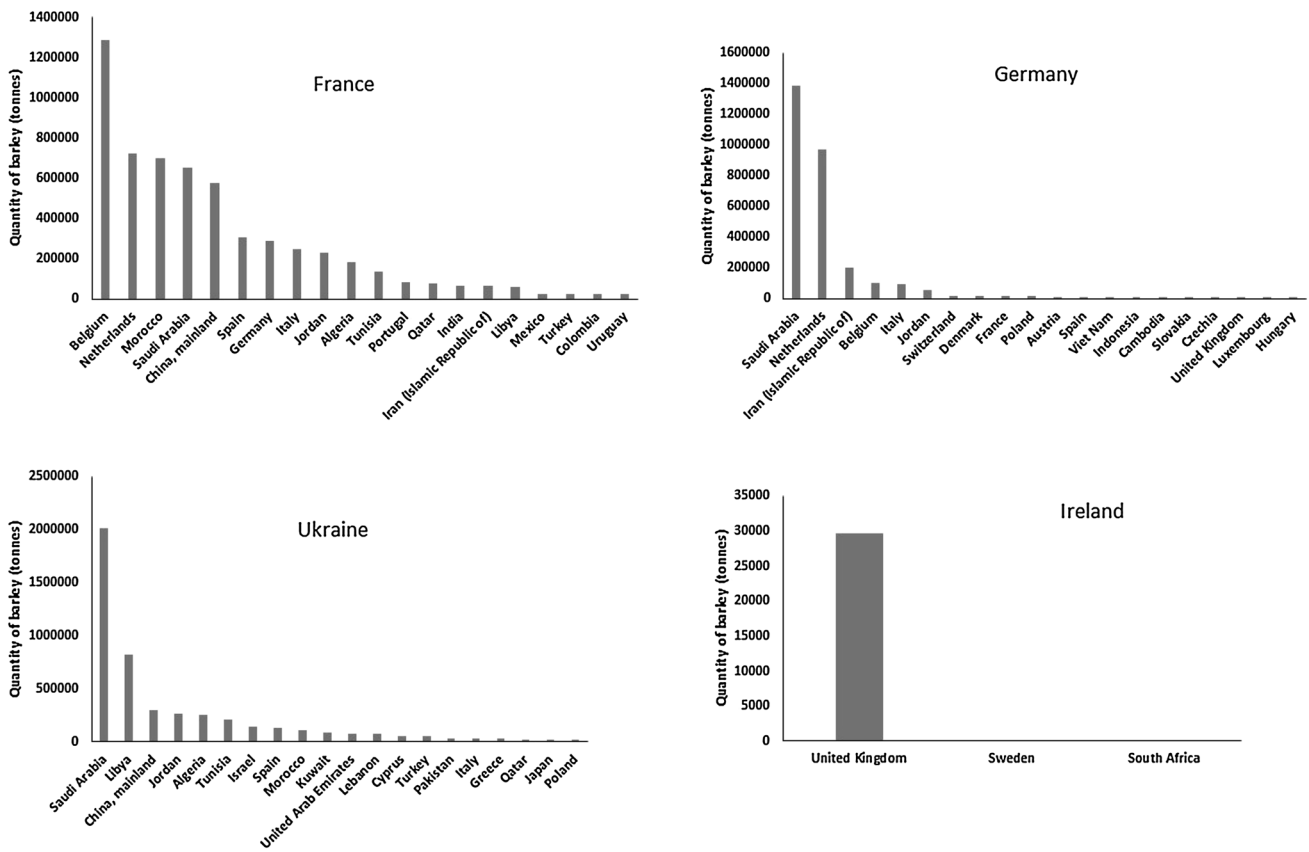 France
Quantity of barley (tonnes)
1400000
1200000
1000000
800000
600000
400000
200000
0
Belgium
Netherlands
Morocco
Saudi Arabia
China, mainland
Spain
Germany
Italy
Jordan
Algeria
Tunisia
Portugal
Qatar
India
Iran (Islamic Republic of)
Libya
Mexico
Turkey
Colombia
Uruguay
Germany
Quantity of barley (tonnes)
1600000
1400000
1200000
1000000
800000
600000
400000
200000
0
Saudi Arabia
Netherlands
Iran (Islamic Republic of)
Belgium
Italy
Jordan
Switzerland
Denmark
France
Poland
Austria
Spain
Viet Nam
Indonesia
Cambodia
Slovakia
Czechia
United Kingdom
Luxembourg
Hungary
Ukraine
Quantity of barley (tonnes)
2500000
2000000
1500000
1000000
500000
0
Saudi Arabia
Libya
China, mainland
Jordan
Algeria
Tunisia
Israel
Spain
Morocco
Kuwait
United Arab Emirates
Lebanon
Cyprus
Turkey
Pakistan
Italy
Greece
Qatar
Japan
Poland
Ireland
Quantity of barley (tonnes)
35000
30000
25000
20000
15000
10000
5000
0
United Kingdom
Sweden
South Africa